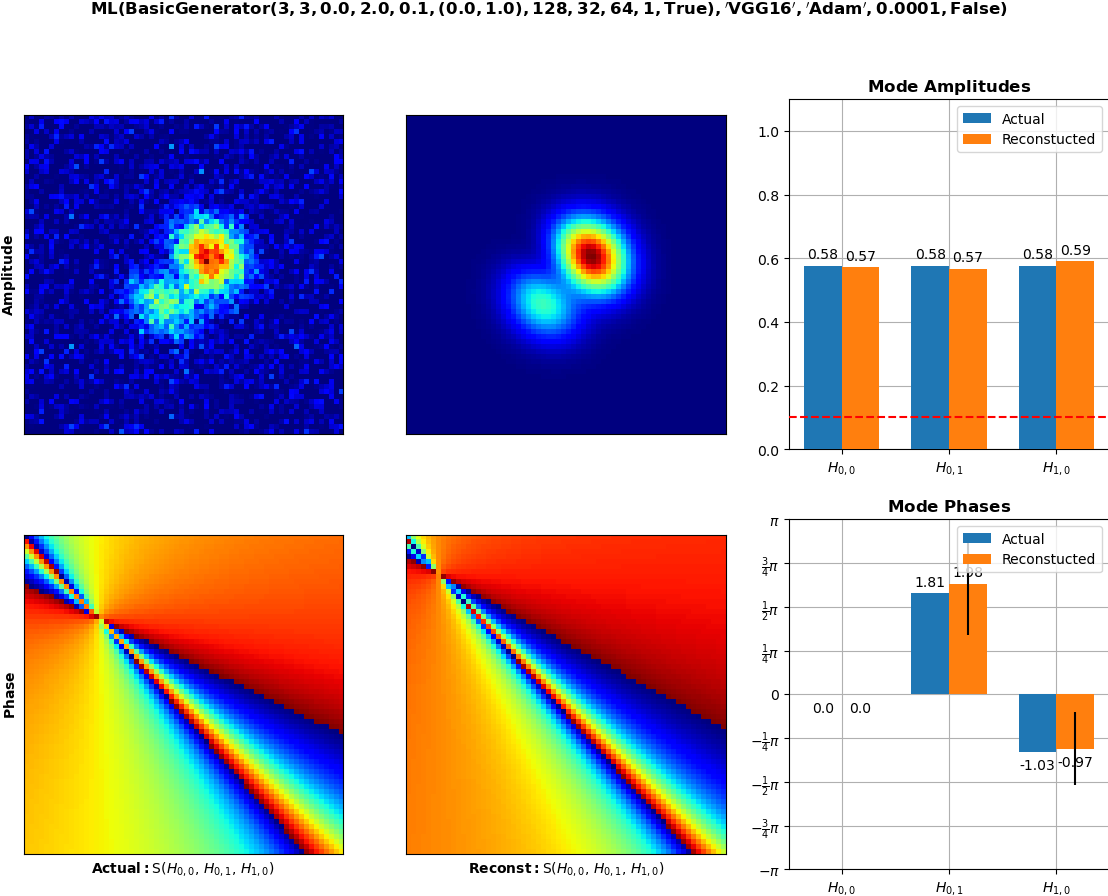 ML(BasicGenerator(3, 3, 0.0, 2.0, 0.1, (0.0, 1.0), 128, 32, 64, 1, True), ′VGG16′, ′Adam′, 0.0001, False)
Amplitude
Mode Amplitudes
Actual
Reconstucted
1.0
0.8
0.6
0.4
0.2
0.0
0.58 0.57 0.58 0.57 0.58 0.59
H0,0 H0,1 H1,0
Phase
Actual: S(H0,0, H0,1, H1,0)
Reconst: S(H0,0, H0,1, H1,0)
Mode Phases
Actual
Reconstucted
π
3/4π
1/2π
1/4π
0
−1/4π
−1/2π
−3/4π
−π
0.0 0.0 1.81 1.98 -1.03 -0.97
H0,0 H0,1 H1,0